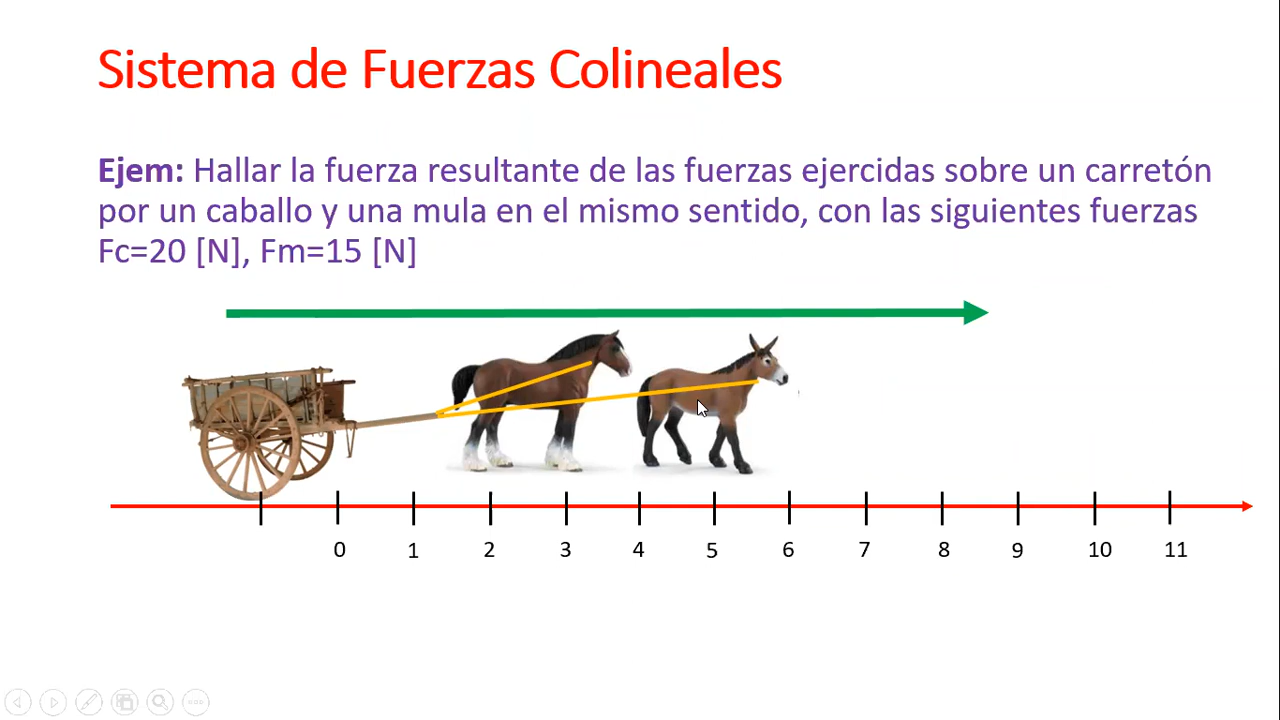 Sistema de Fuerzas Colineales
Ejem: Hallar la fuerza resultante de las fuerzas ejercidas sobre un carretón
por un caballo y una mula en el mismo sentido, con las siguientes fuerzas
Fc=20 [N], Fm=15 [N]
0 1 2 3 4 5 6 7 8 9 10 11